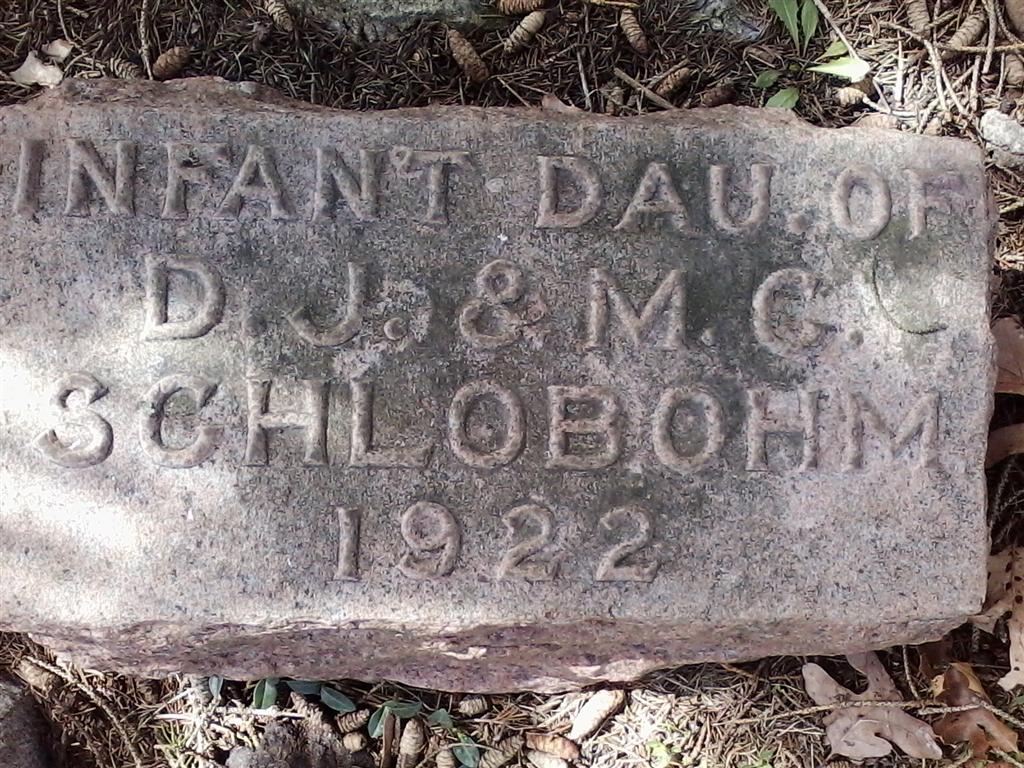 INFANT DAU. OF
D. J. & M. C.
SCHLOBOHM
1922